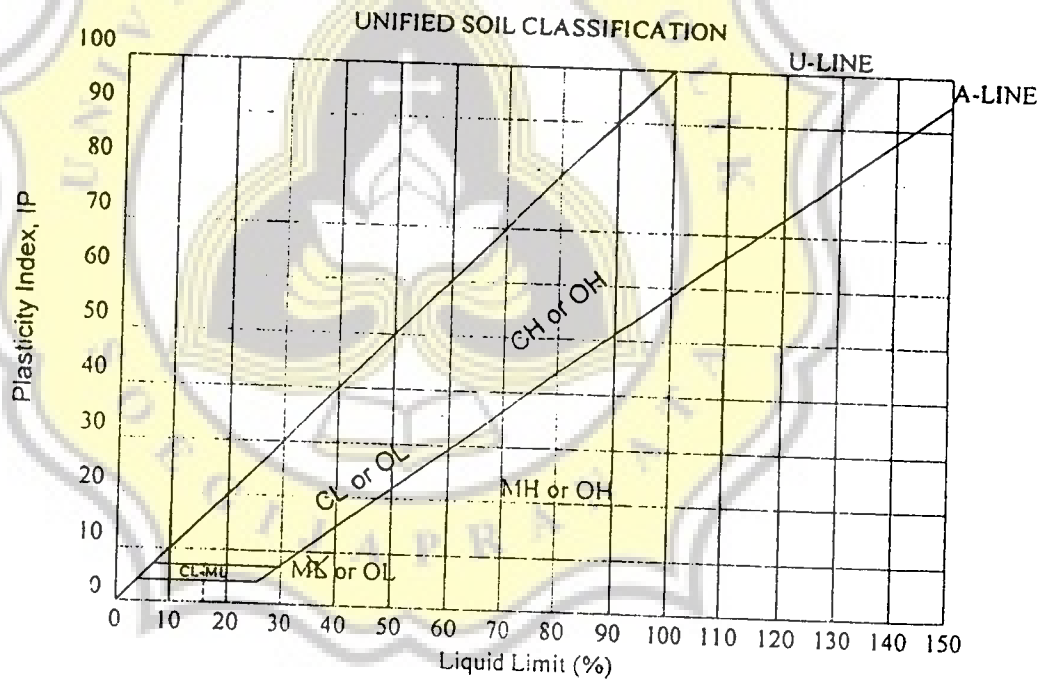 UNIFIED SOIL CLASSIFICATION
U-LINE
A-LINE
100
90
80
70
60
50
40
30
20
10
0
Plasticity Index, IP
CH or OH
CL or OL
MH or OH
CL-ML
or OL
0 10 20 30 40 50 60 70 80 90 100 110 120 130 140 150
Liquid Limit (%)